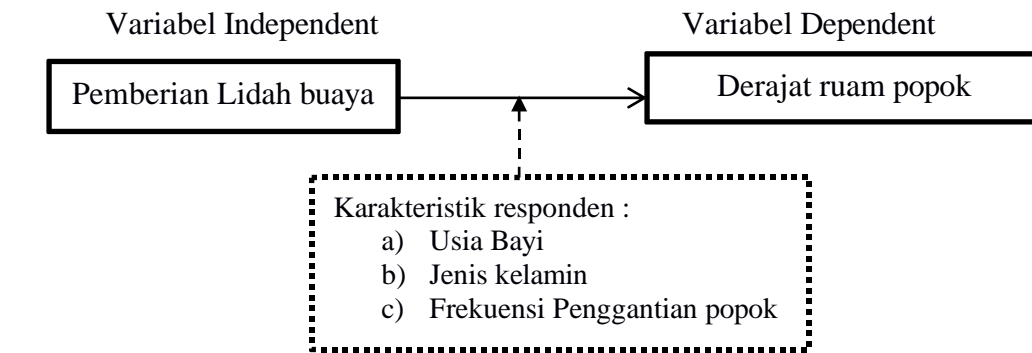 Variabel Independent
Variabel Dependent
Pemberian Lidah buaya
Derajat ruam popok
Karakteristik responden :
a) Usia Bayi
b) Jenis kelamin
c) Frekuensi Penggantian popok